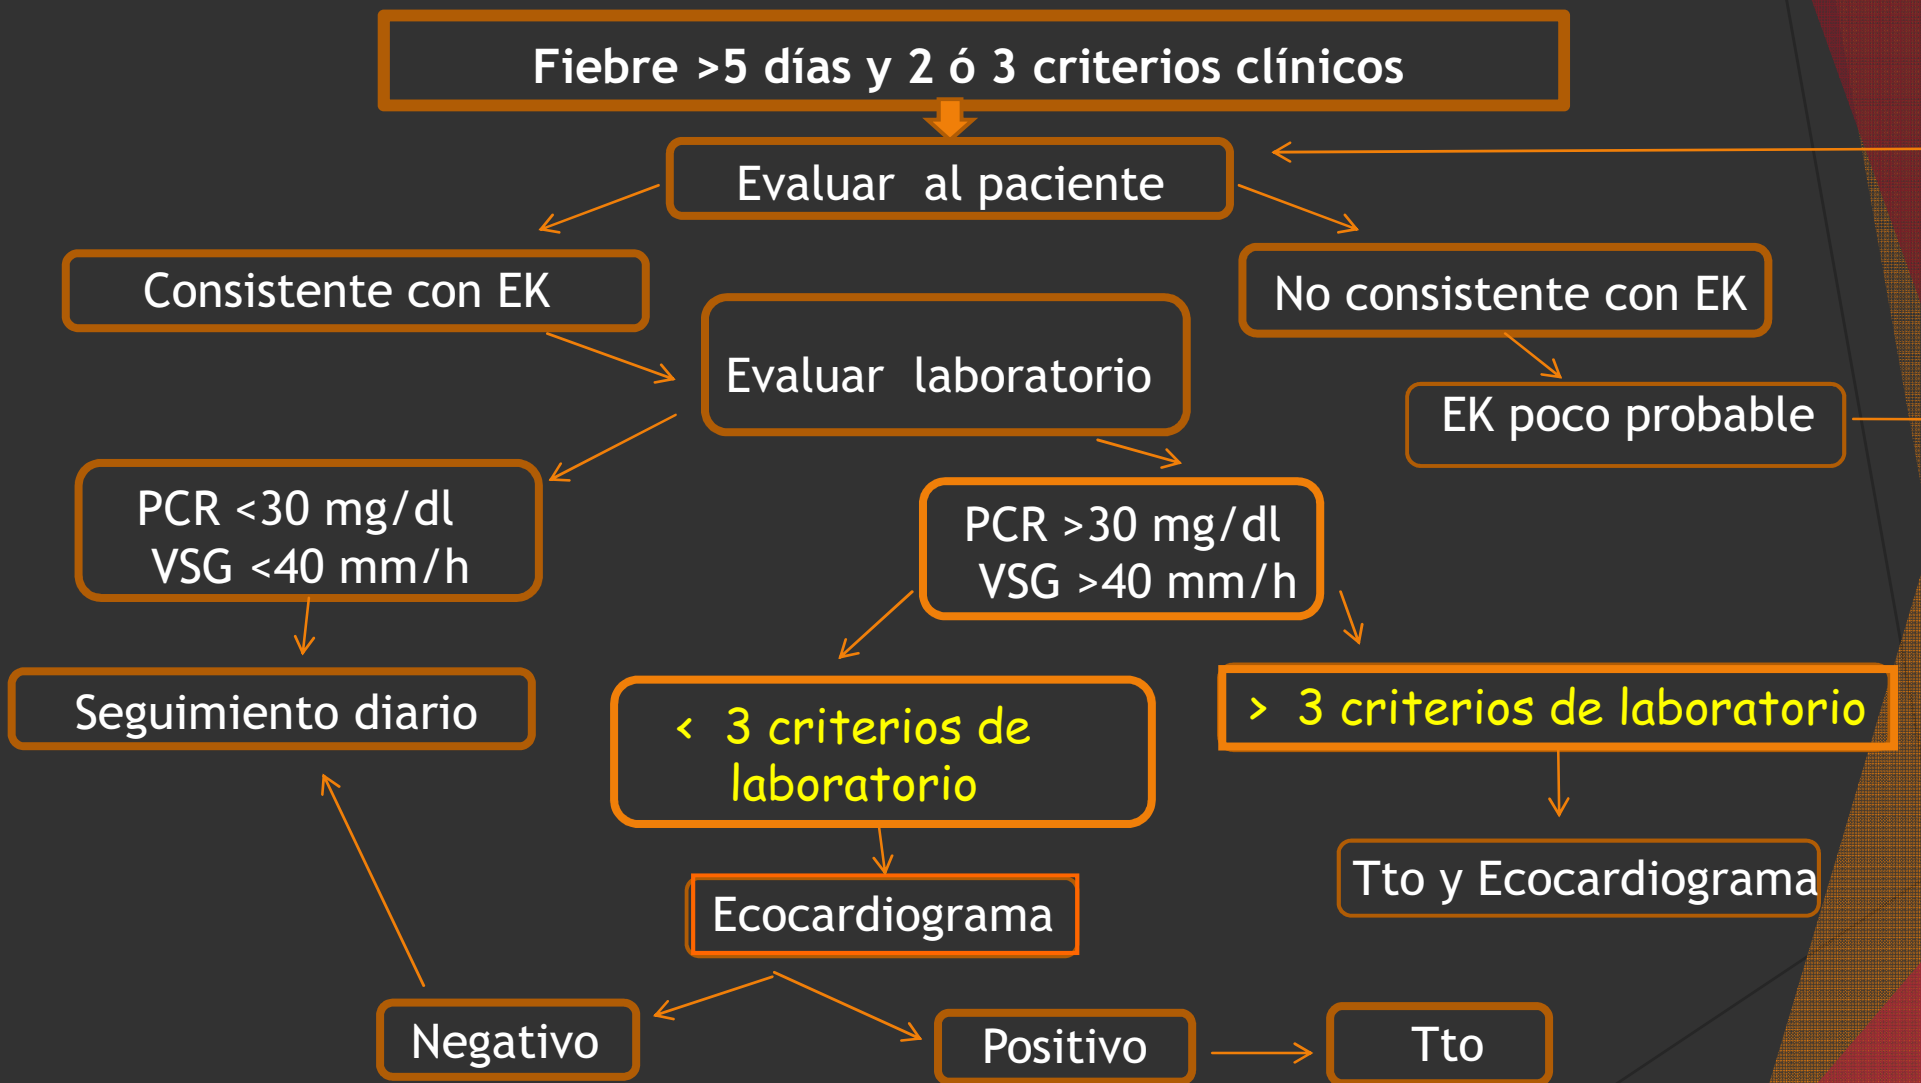 Fiebre >5 días y 2 ó 3 criterios clínicos
Evaluar al paciente
Consistente con EK
No consistente con EK
Evaluar laboratorio
EK poco probable
PCR <30 mg/dl
VSG <40 mm/h
PCR >30 mg/dl
VSG >40 mm/h
Seguimiento diario
< 3 criterios de
laboratorio
> 3 criterios de laboratorio
Ecocardiograma
Tto y Ecocardiograma
Negativo
Positivo
Tto